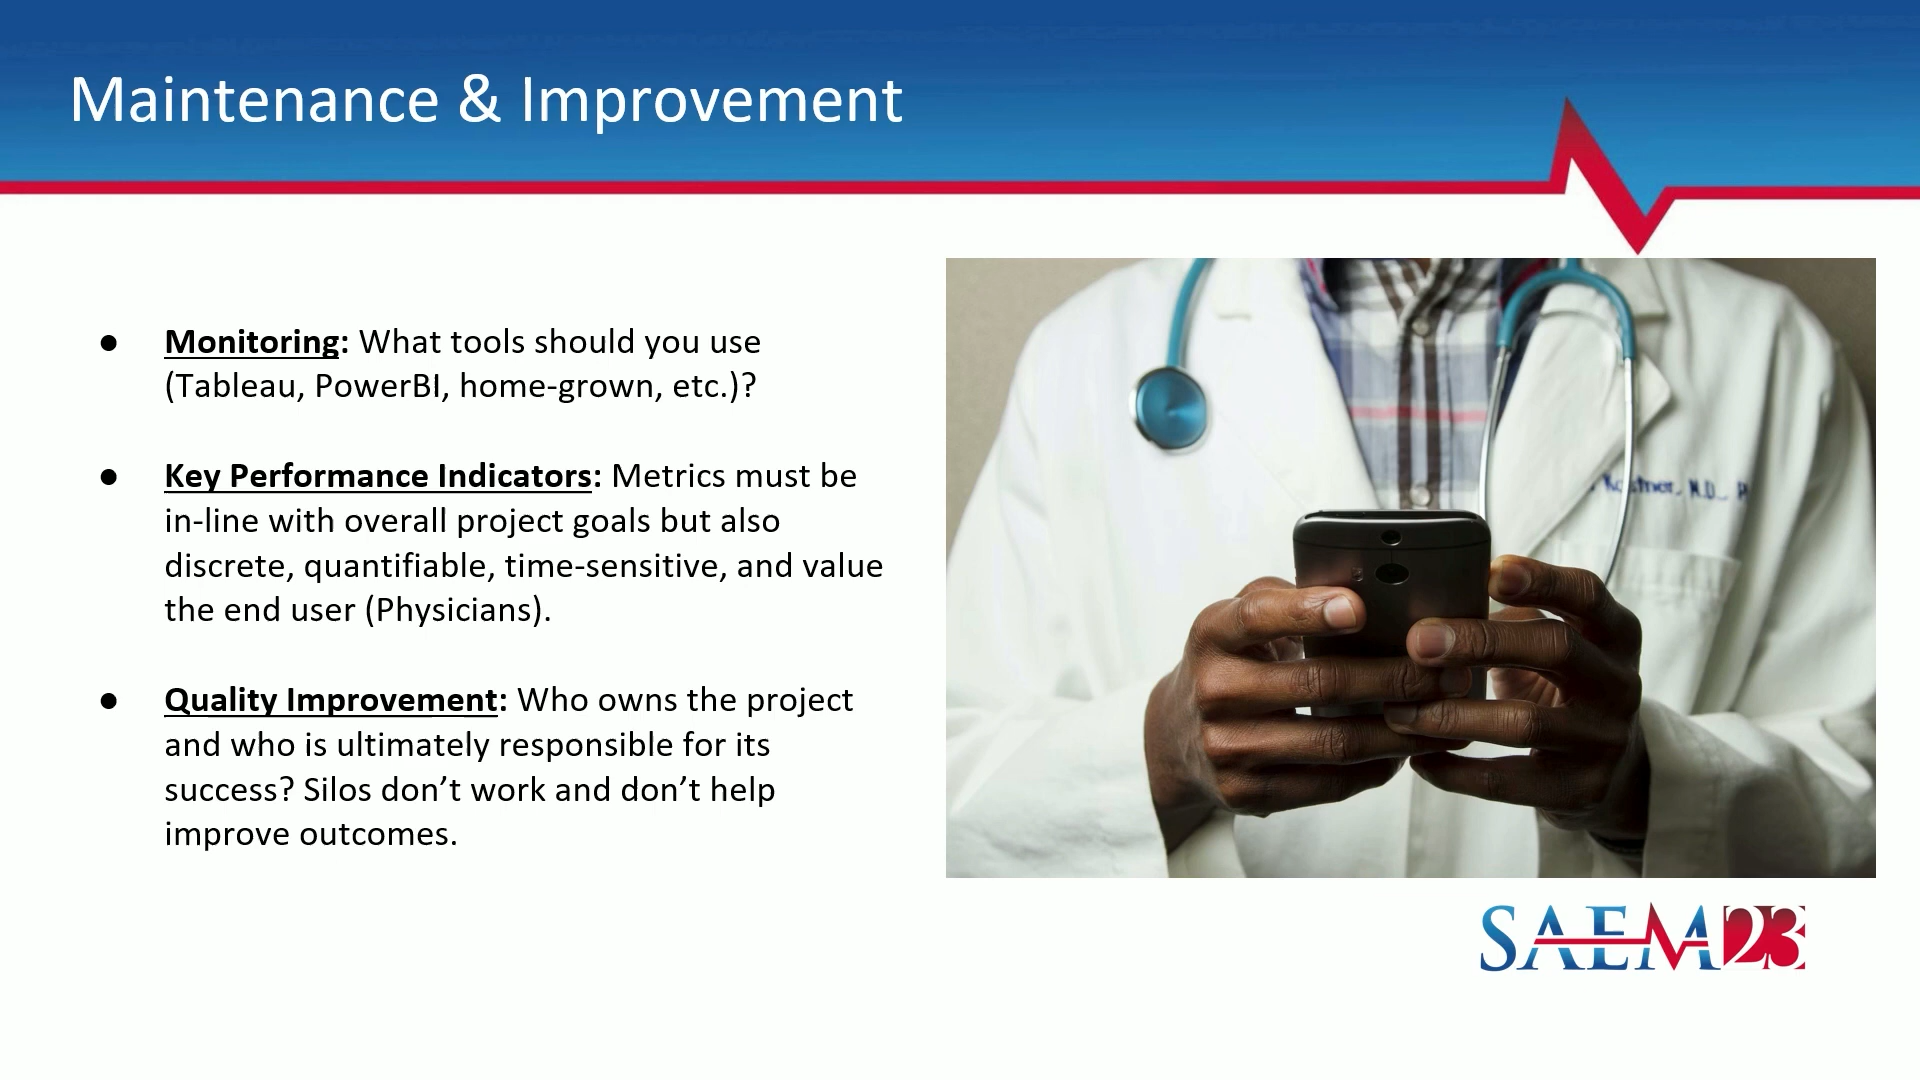 Maintenance & Improvement
● Monitoring: What tools should you use
(Tableau, PowerBI, home-grown, etc.)?
● Key Performance Indicators: Metrics must be
in-line with overall project goals but also
discrete, quantifiable, time-sensitive, and value
the end user (Physicians).
● Quality Improvement: Who owns the project
and who is ultimately responsible for its
success? Silos don’t work and don’t help
improve outcomes.
M.D.
SAEM23